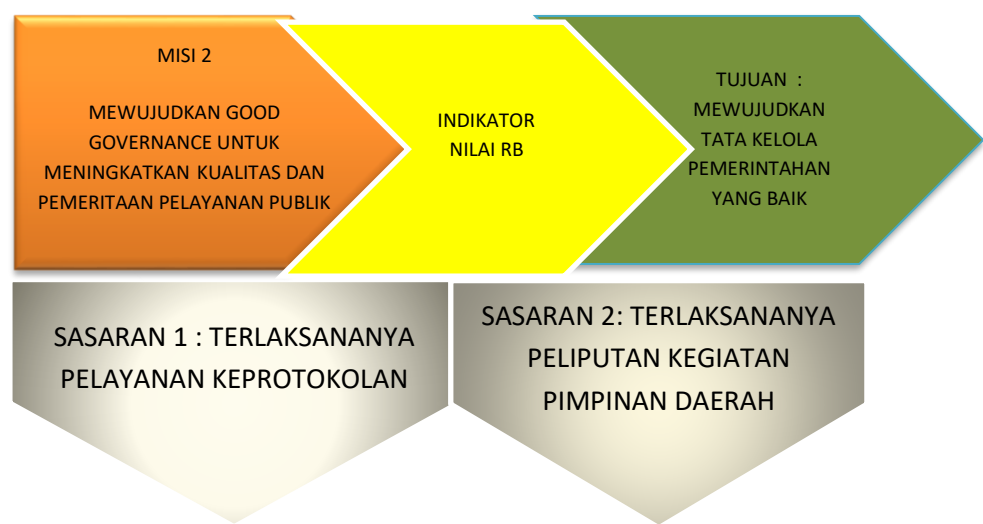 MISI 2
MEWUJUDKAN GOOD
GOVERNANCE UNTUK
MENINGKATKAN KUALITAS DAN
PEMERITAAN PELAYANAN PUBLIK
INDIKATOR
NILAI RB
TUJUAN :
MEWUJUDKAN
TATA KELOLA
PEMERINTAHAN
YANG BAIK
SASARAN 1 : TERLAKSANANYA
PELAYANAN KEPROTOKOLAN
SASARAN 2: TERLAKSANANYA
PELIPUTAN KEGIATAN
PIMPINAN DAERAH